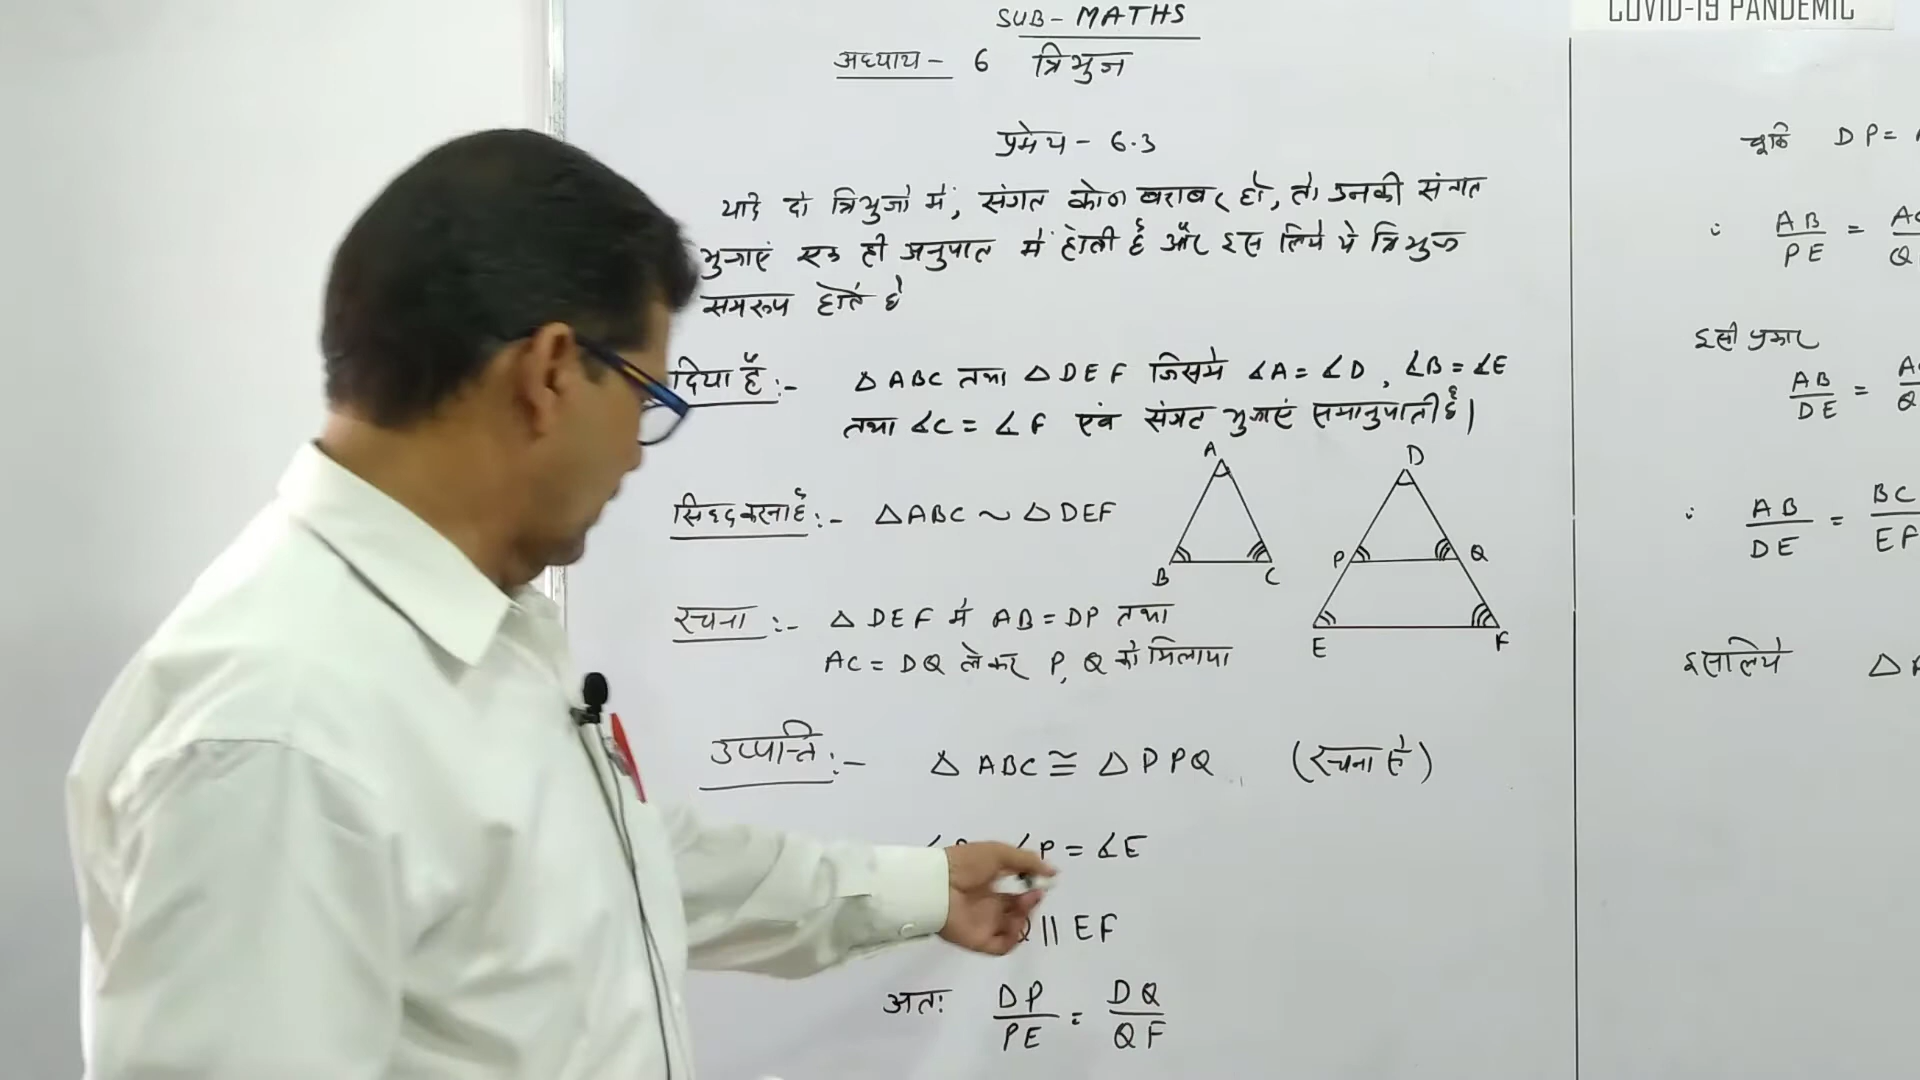 SUB- MATHS
COVID-19 PANDEMIC
अध्याय - 6 त्रिभुज
प्रमेय - 6.3
यदि दो त्रिभुजों में, संगत कोण बराबर हो, तो उनकी संगत
भुजाएं एक ही अनुपात में होती है और इस लिये ये त्रिभुज
समरूप होते है
दिया है :- △ ABC तथा △ DEF जिसमे ∠A = ∠D, ∠B = ∠E
तथा ∠C = ∠F एवं संगत भुजाएं समानुपाती है।
A
D
सिद्ध करना है :- △ABC ~ △DEF
P Q
B C
रचना :- △ DEF में AB = DP तथा
E F
AC = DQ लेकर P, Q को मिलाया
उपपत्ति :- △ ABC ≅ △ DPQ (रचना से)
P = ∠E
Q || EF
अतः DP/PE = DQ/QF
चूकि DP =
∴ AB/PE =
इसी प्रकार
AB/DE =
∴ AB/DE = BC/EF
इसलिये △